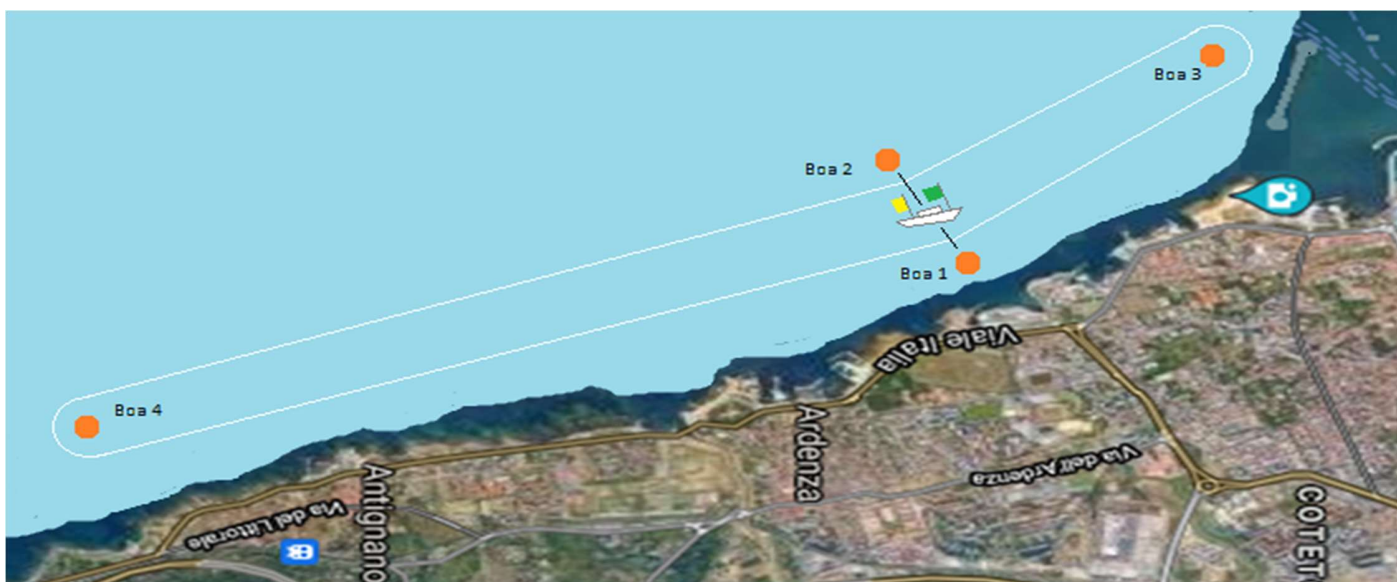 Boa 3
Boa 2
Boa 1
Viale Italia
Boa 4
Ardenza
Via dell'Ardenza
Antignano
Via del Littorale
COTET